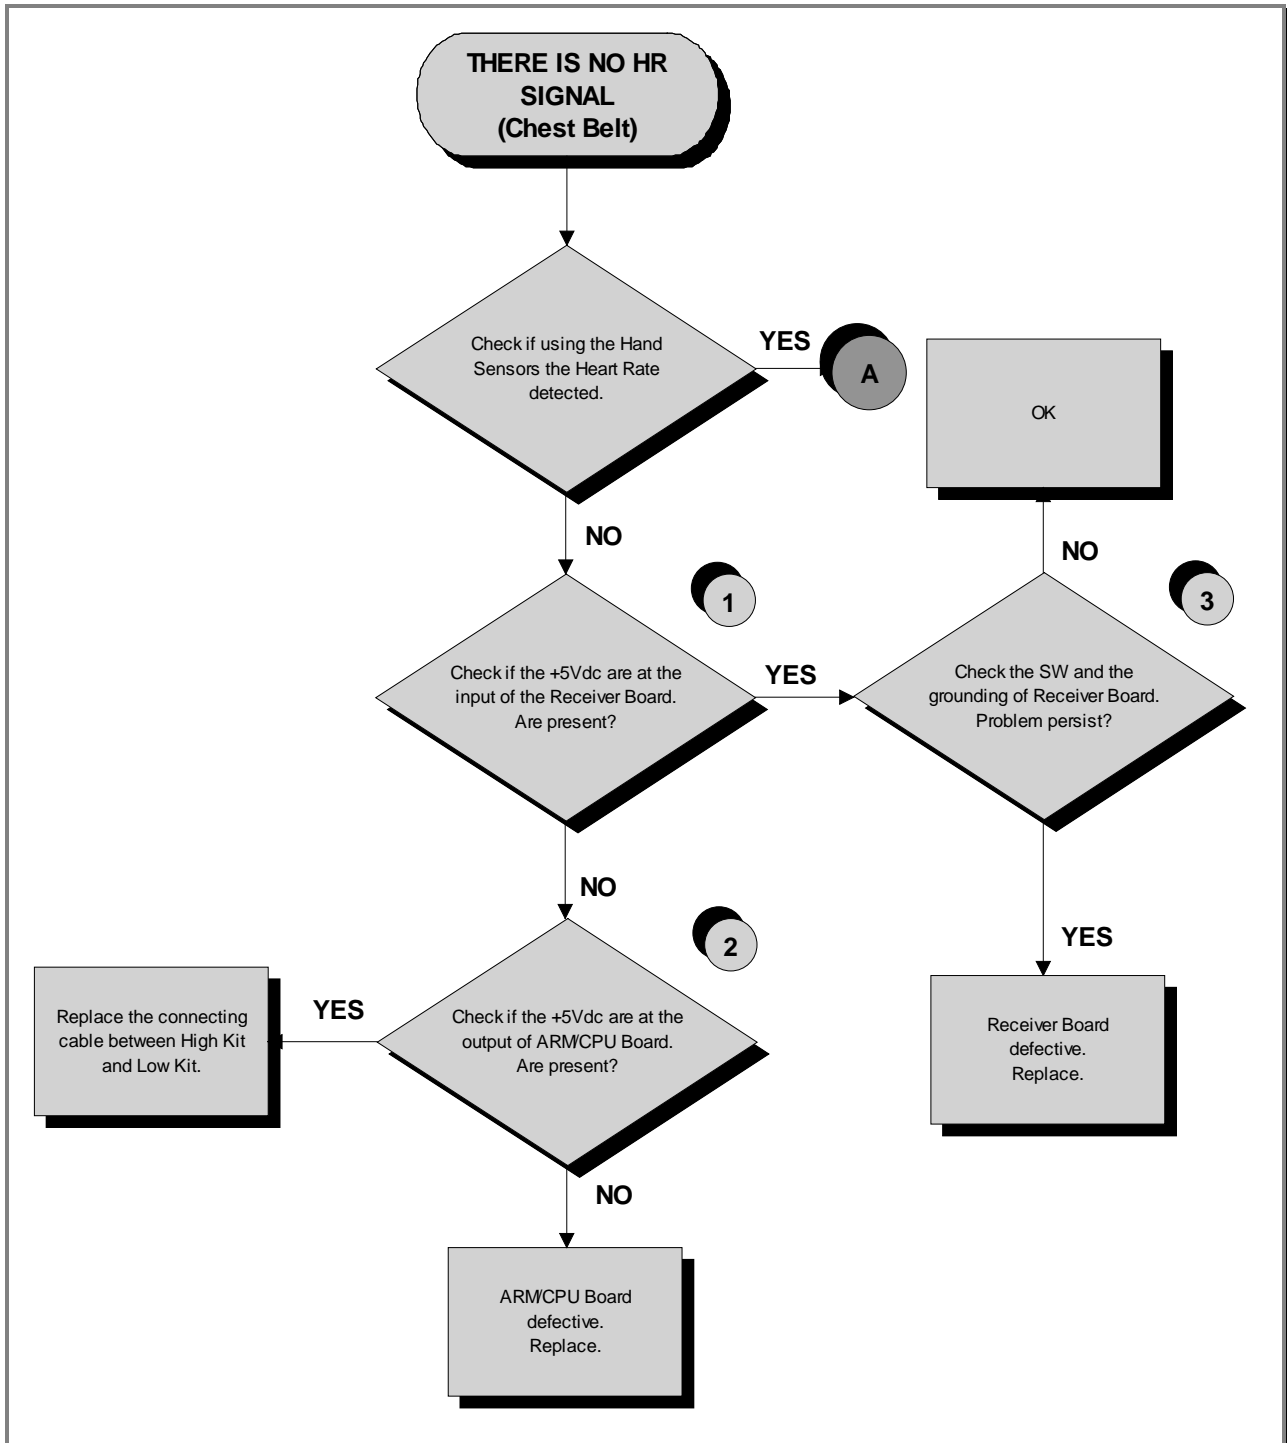 THERE IS NO HR
SIGNAL
(Chest Belt)
Check if using the Hand
Sensors the Heart Rate
detected.
YES
A
OK
NO
NO
1
3
Check if the +5Vdc are at the
input of the Receiver Board.
Are present?
YES
Check the SW and the
grounding of Receiver Board.
Problem persist?
NO
2
YES
Replace the connecting
cable between High Kit
and Low Kit.
YES
Check if the +5Vdc are at the
output of ARM/CPU Board.
Are present?
Receiver Board
defective.
Replace.
NO
ARM/CPU Board
defective.
Replace.